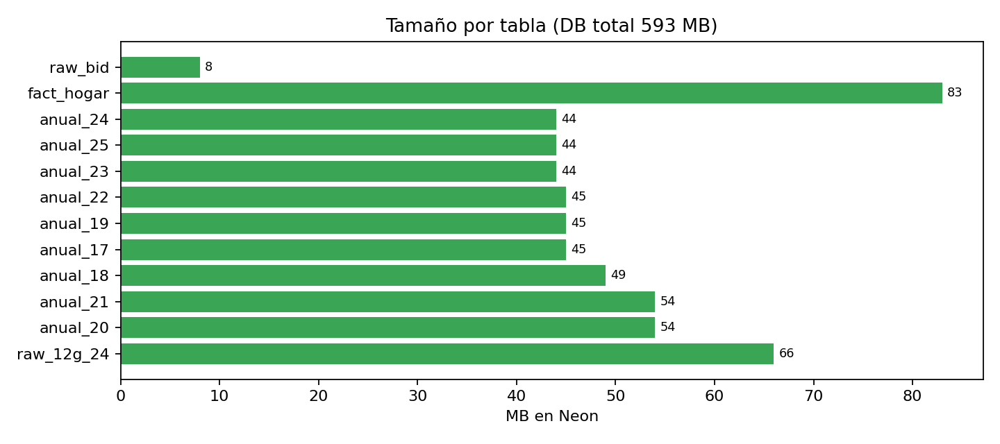 Tamaño por tabla (DB total 593 MB)
raw_bid 8
fact_hogar 83
anual_24 44
anual_25 44
anual_23 44
anual_22 45
anual_19 45
anual_17 45
anual_18 49
anual_21 54
anual_20 54
raw_12g_24 66
0 10 20 30 40 50 60 70 80
MB en Neon